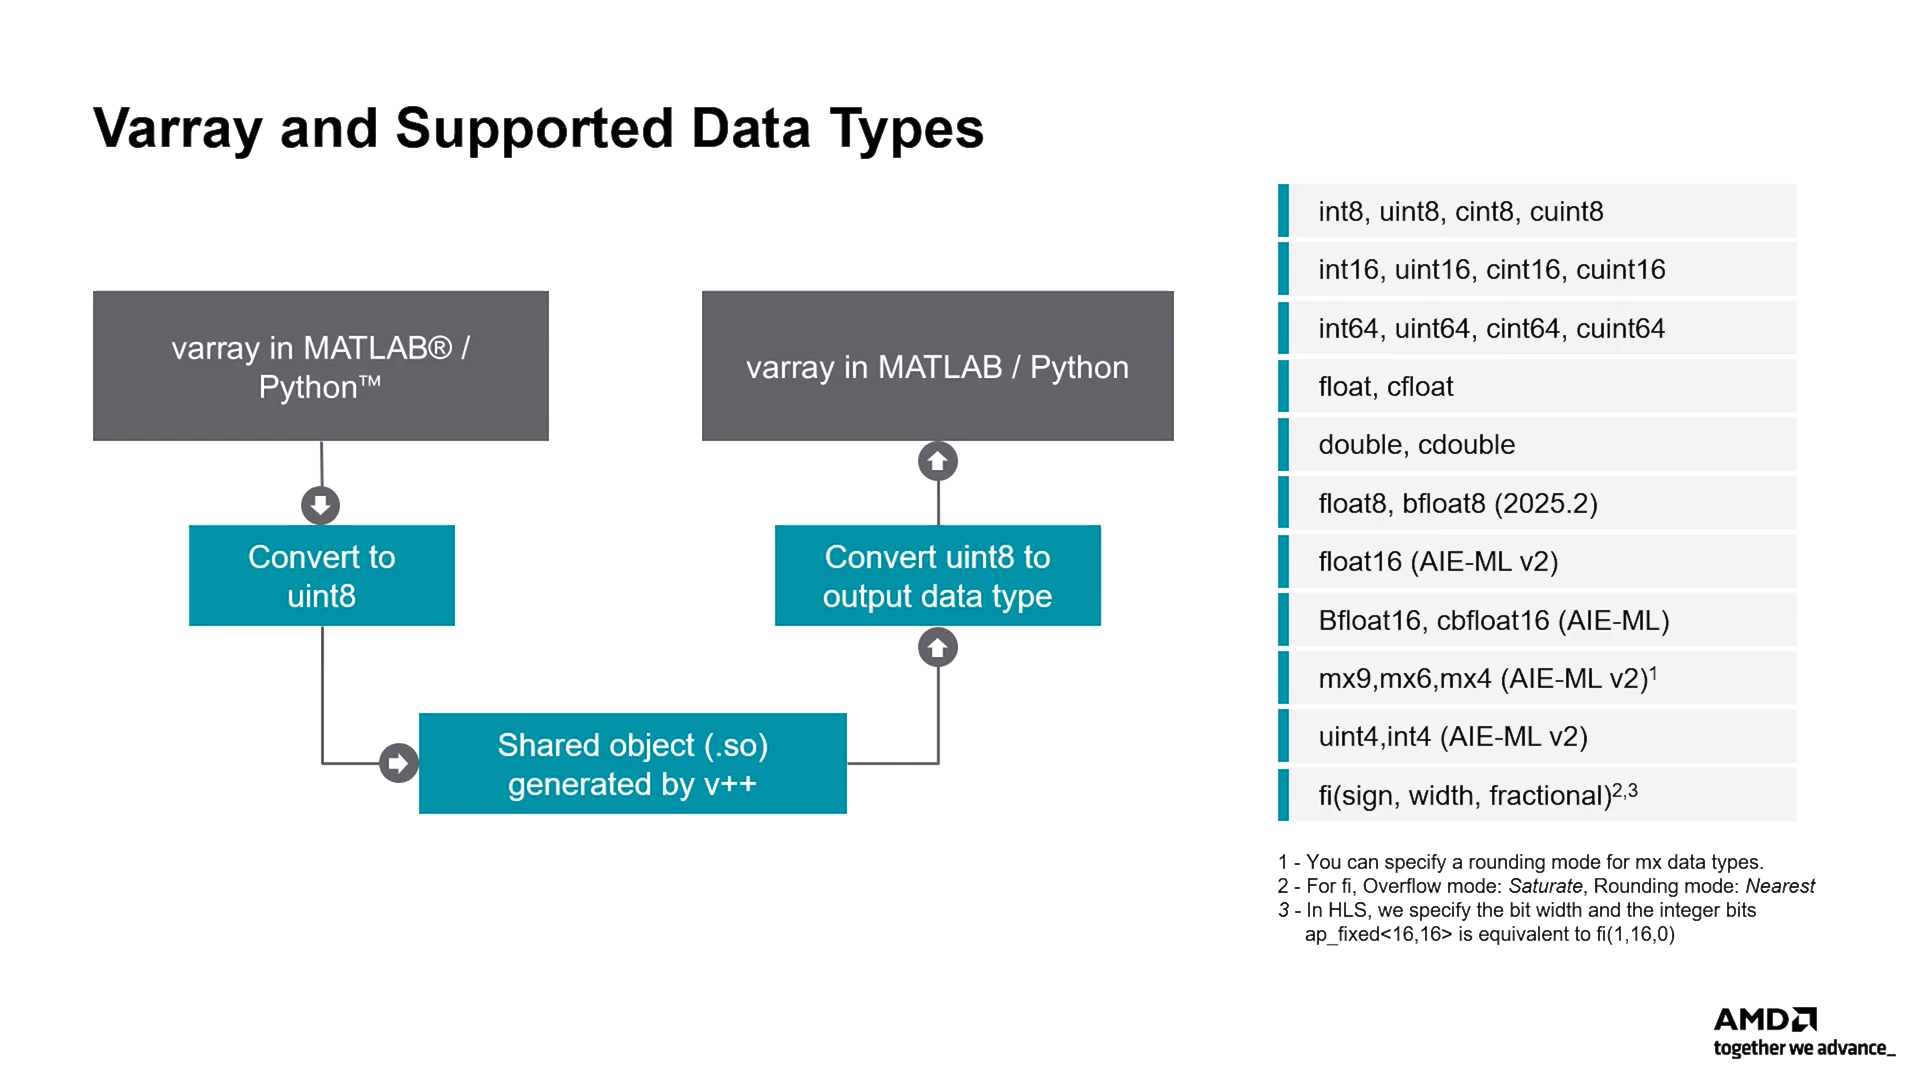 Varray and Supported Data Types
varray in MATLAB® /
Python™
varray in MATLAB / Python
Convert to
uint8
Convert uint8 to
output data type
Shared object (.so)
generated by v++
int8, uint8, cint8, cuint8
int16, uint16, cint16, cuint16
int64, uint64, cint64, cuint64
float, cfloat
double, cdouble
float8, bfloat8 (2025.2)
float16 (AIE-ML v2)
Bfloat16, cbfloat16 (AIE-ML)
mx9,mx6,mx4 (AIE-ML v2)¹
uint4,int4 (AIE-ML v2)
fi(sign, width, fractional)²,³
1 - You can specify a rounding mode for mx data types.
2 - For fi, Overflow mode: Saturate, Rounding mode: Nearest
3 - In HLS, we specify the bit width and the integer bits
ap_fixed<16,16> is equivalent to fi(1,16,0)
AMD
together we advance_